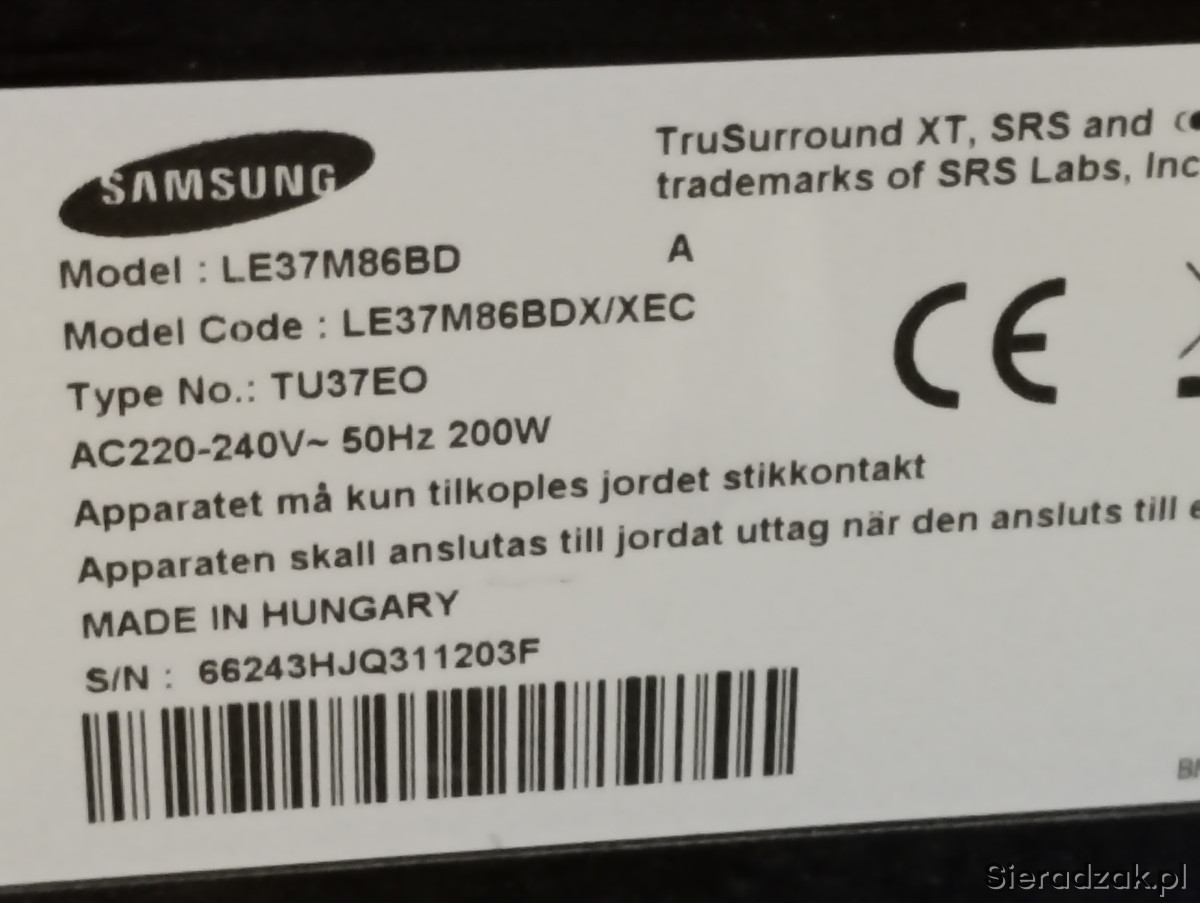 SAMSUNG
TruSurround XT, SRS and
trademarks of SRS Labs, Inc
Model : LE37M86BD
A
Model Code : LE37M86BDX/XEC
CE
Type No.: TU37EO
AC220-240V~ 50Hz 200W
Apparatet må kun tilkoples jordet stikkontakt
Apparaten skall anslutas till jordat uttag när den ansluts till e
MADE IN HUNGARY
S/N : 66243HJQ311203F
Sieradzak.pl